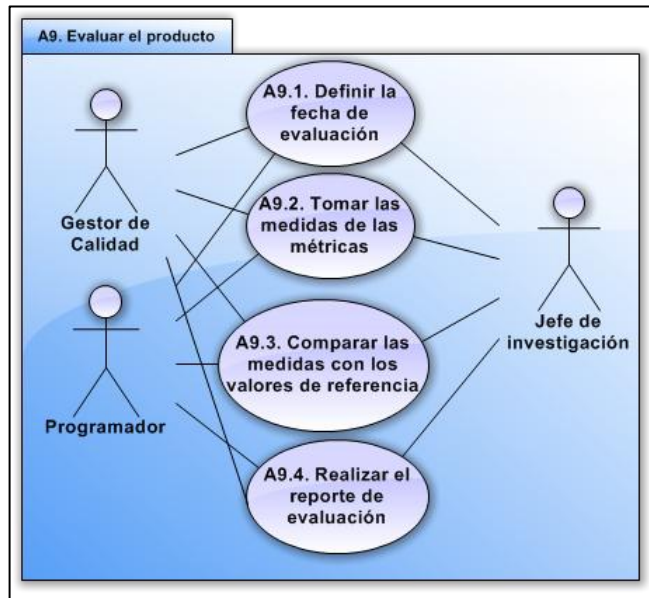 A9. Evaluar el producto
A9.1. Definir la
fecha de
evaluación
Gestor de
Calidad
A9.2. Tomar las
medidas de las
métricas
Jefe de
investigación
Programador
A9.3. Comparar las
medidas con los
valores de referencia
A9.4. Realizar el
reporte de
evaluación